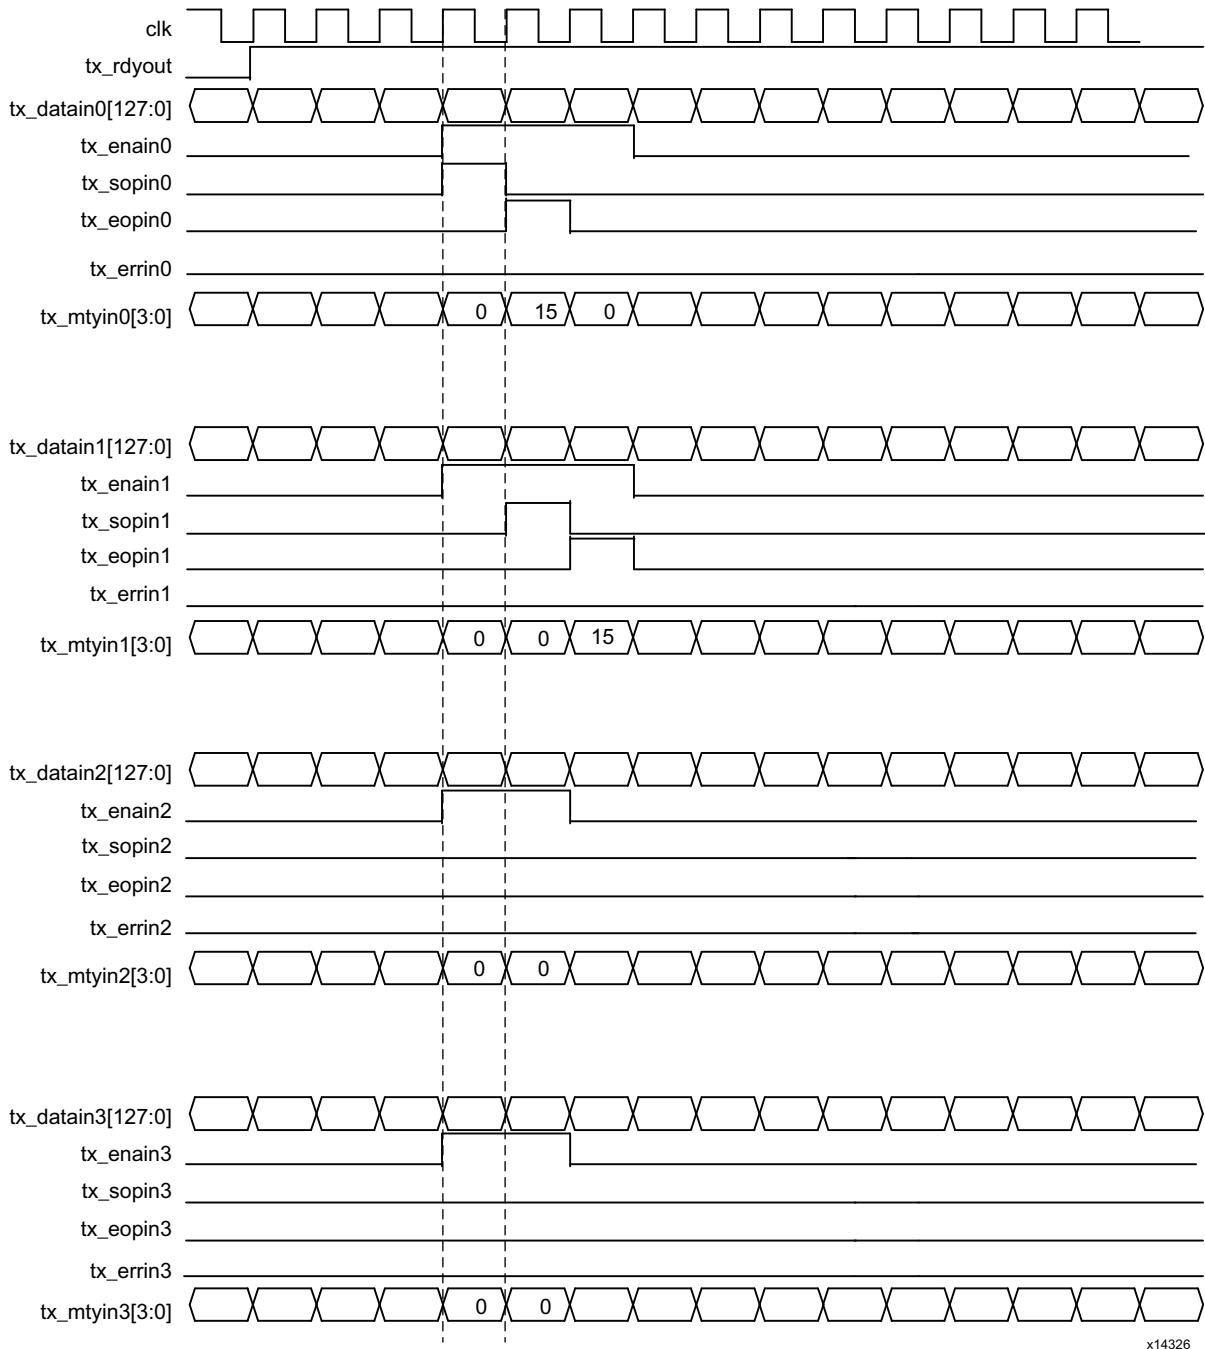 clk
tx_rdyout
tx_datain0[127:0]
tx_enain0
tx_sopin0
tx_eopin0
tx_errin0
tx_mtyin0[3:0] 0 15 0
tx_datain1[127:0]
tx_enain1
tx_sopin1
tx_eopin1
tx_errin1
tx_mtyin1[3:0] 0 0 15
tx_datain2[127:0]
tx_enain2
tx_sopin2
tx_eopin2
tx_errin2
tx_mtyin2[3:0] 0 0
tx_datain3[127:0]
tx_enain3
tx_sopin3
tx_eopin3
tx_errin3
tx_mtyin3[3:0] 0 0
x14326